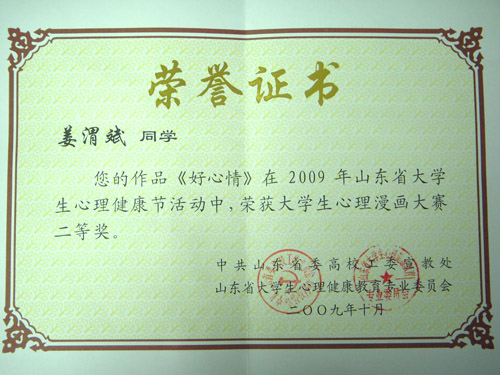 荣誉证书
姜渭斌 同学
您的作品《好心情》在 2009 年山东省大学
生心理健康节活动中，荣获大学生心理漫画大赛
二等奖。
中共山东省委高校工委宣教处
山东省大学生心理健康教育专业委员会
二〇〇九年十月